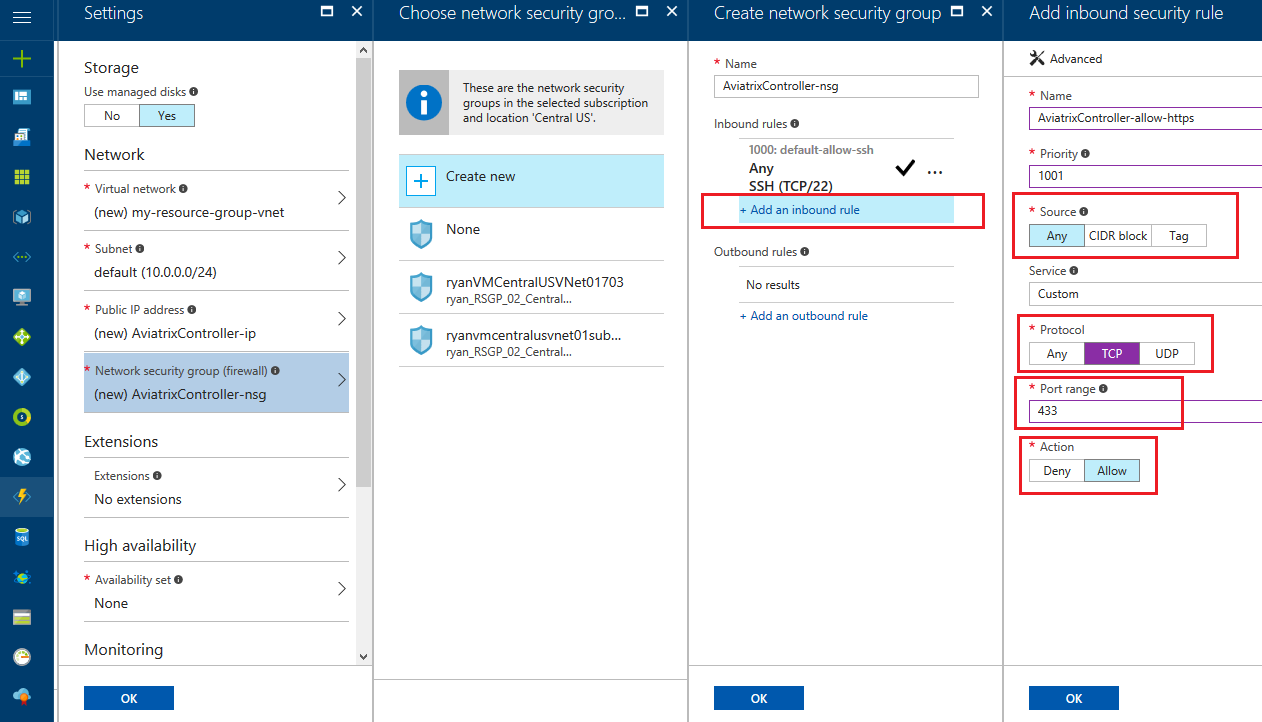 Settings
Storage
Use managed disks
No
Yes
Network
* Virtual network
(new) my-resource-group-vnet
* Subnet
default (10.0.0.0/24)
* Public IP address
(new) AviatrixController-ip
* Network security group (firewall)
(new) AviatrixController-nsg
Extensions
Extensions
No extensions
High availability
* Availability set
None
Monitoring
OK
Choose network security gro...
These are the network security
groups in the selected subscription
and location 'Central US'.
Create new
None
ryanVMCentralUSVNet01703
ryan_RSGP_02_Central...
ryanvmcentralusvnet01sub...
ryan_RSGP_02_Central...
Create network security group
* Name
AviatrixController-nsg
Inbound rules
1000: default-allow-ssh
Any
SSH (TCP/22)
...
+ Add an inbound rule
Outbound rules
No results
+ Add an outbound rule
OK
Add inbound security rule
Advanced
* Name
AviatrixController-allow-https
* Priority
1001
* Source
Any
CIDR block
Tag
Service
Custom
* Protocol
Any
TCP
UDP
* Port range
433
* Action
Deny
Allow
OK
SQL